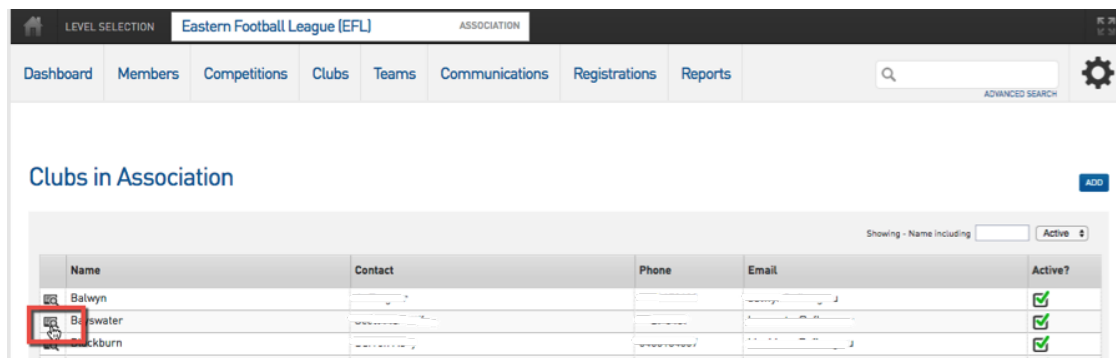 LEVEL SELECTION Eastern Football League (EFL) ASSOCIATION
Dashboard Members Competitions Clubs Teams Communications Registrations Reports
ADVANCED SEARCH
Clubs in Association
ADD
Showing - Name including Active
Name Contact Phone Email Active?
Balwyn
Bayswater
Blackburn